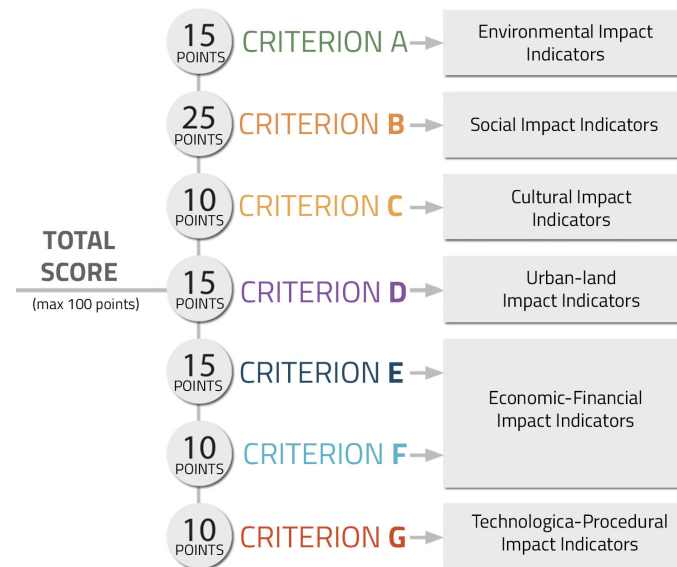 15
POINTS
CRITERION A
Environmental Impact
Indicators
25
POINTS
CRITERION B
Social Impact Indicators
10
POINTS
CRITERION C
Cultural Impact
Indicators
TOTAL
SCORE
(max 100 points)
15
POINTS
CRITERION D
Urban-land
Impact Indicators
15
POINTS
CRITERION E
Economic-Financial
Impact Indicators
10
POINTS
CRITERION F
10
POINTS
CRITERION G
Technologica-Procedural
Impact Indicators